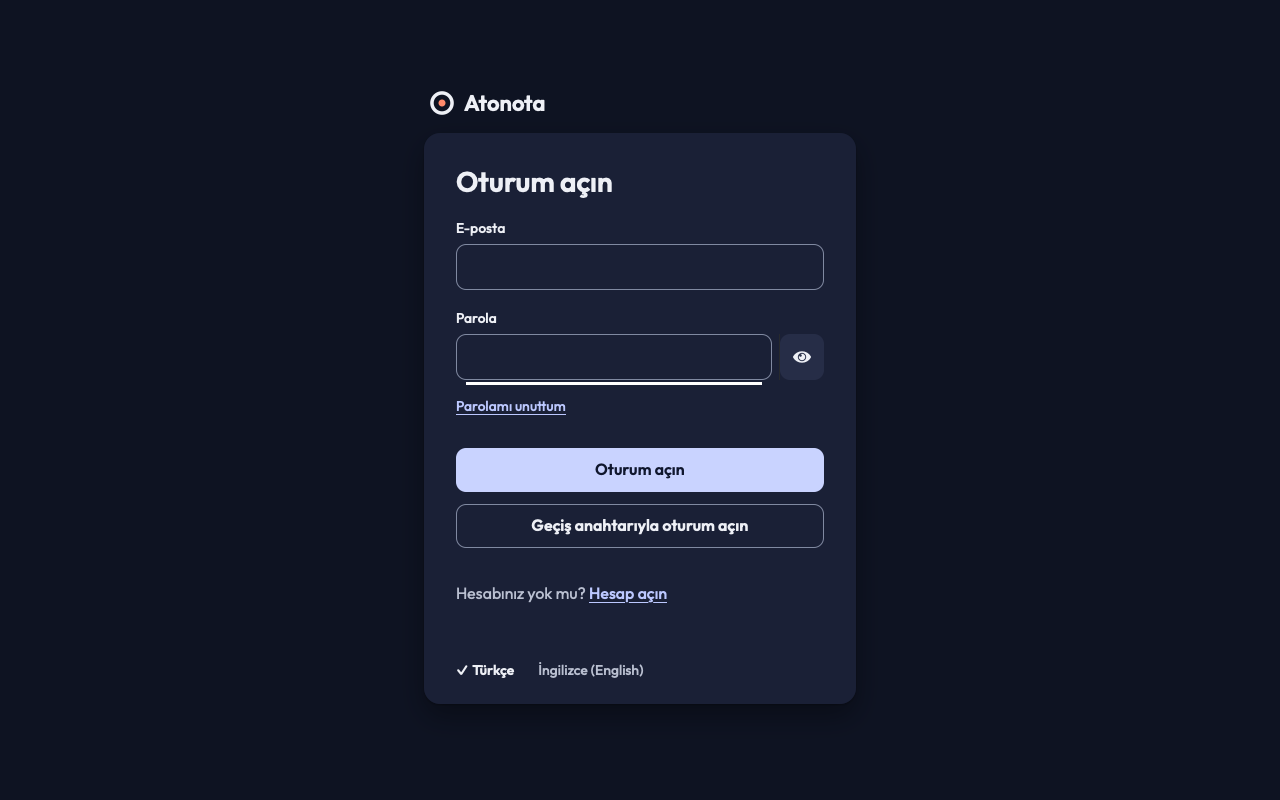 Atonota
Oturum açın
E-posta
Parola
Parolamı unuttum
Oturum açın
Geçiş anahtarıyla oturum açın
Hesabınız yok mu? Hesap açın
Türkçe İngilizce (English)